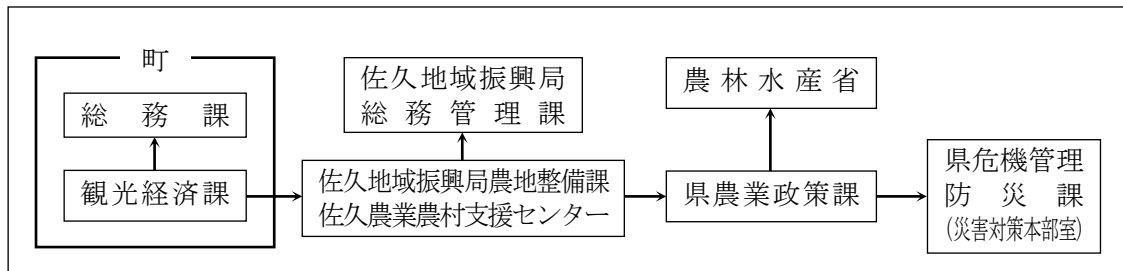 町
総務課
観光経済課
佐久地域振興局
総務管理課
佐久地域振興局農地整備課
佐久農業農村支援センター
農林水産省
県農業政策課
県危機管理
防災課
(災害対策本部室)